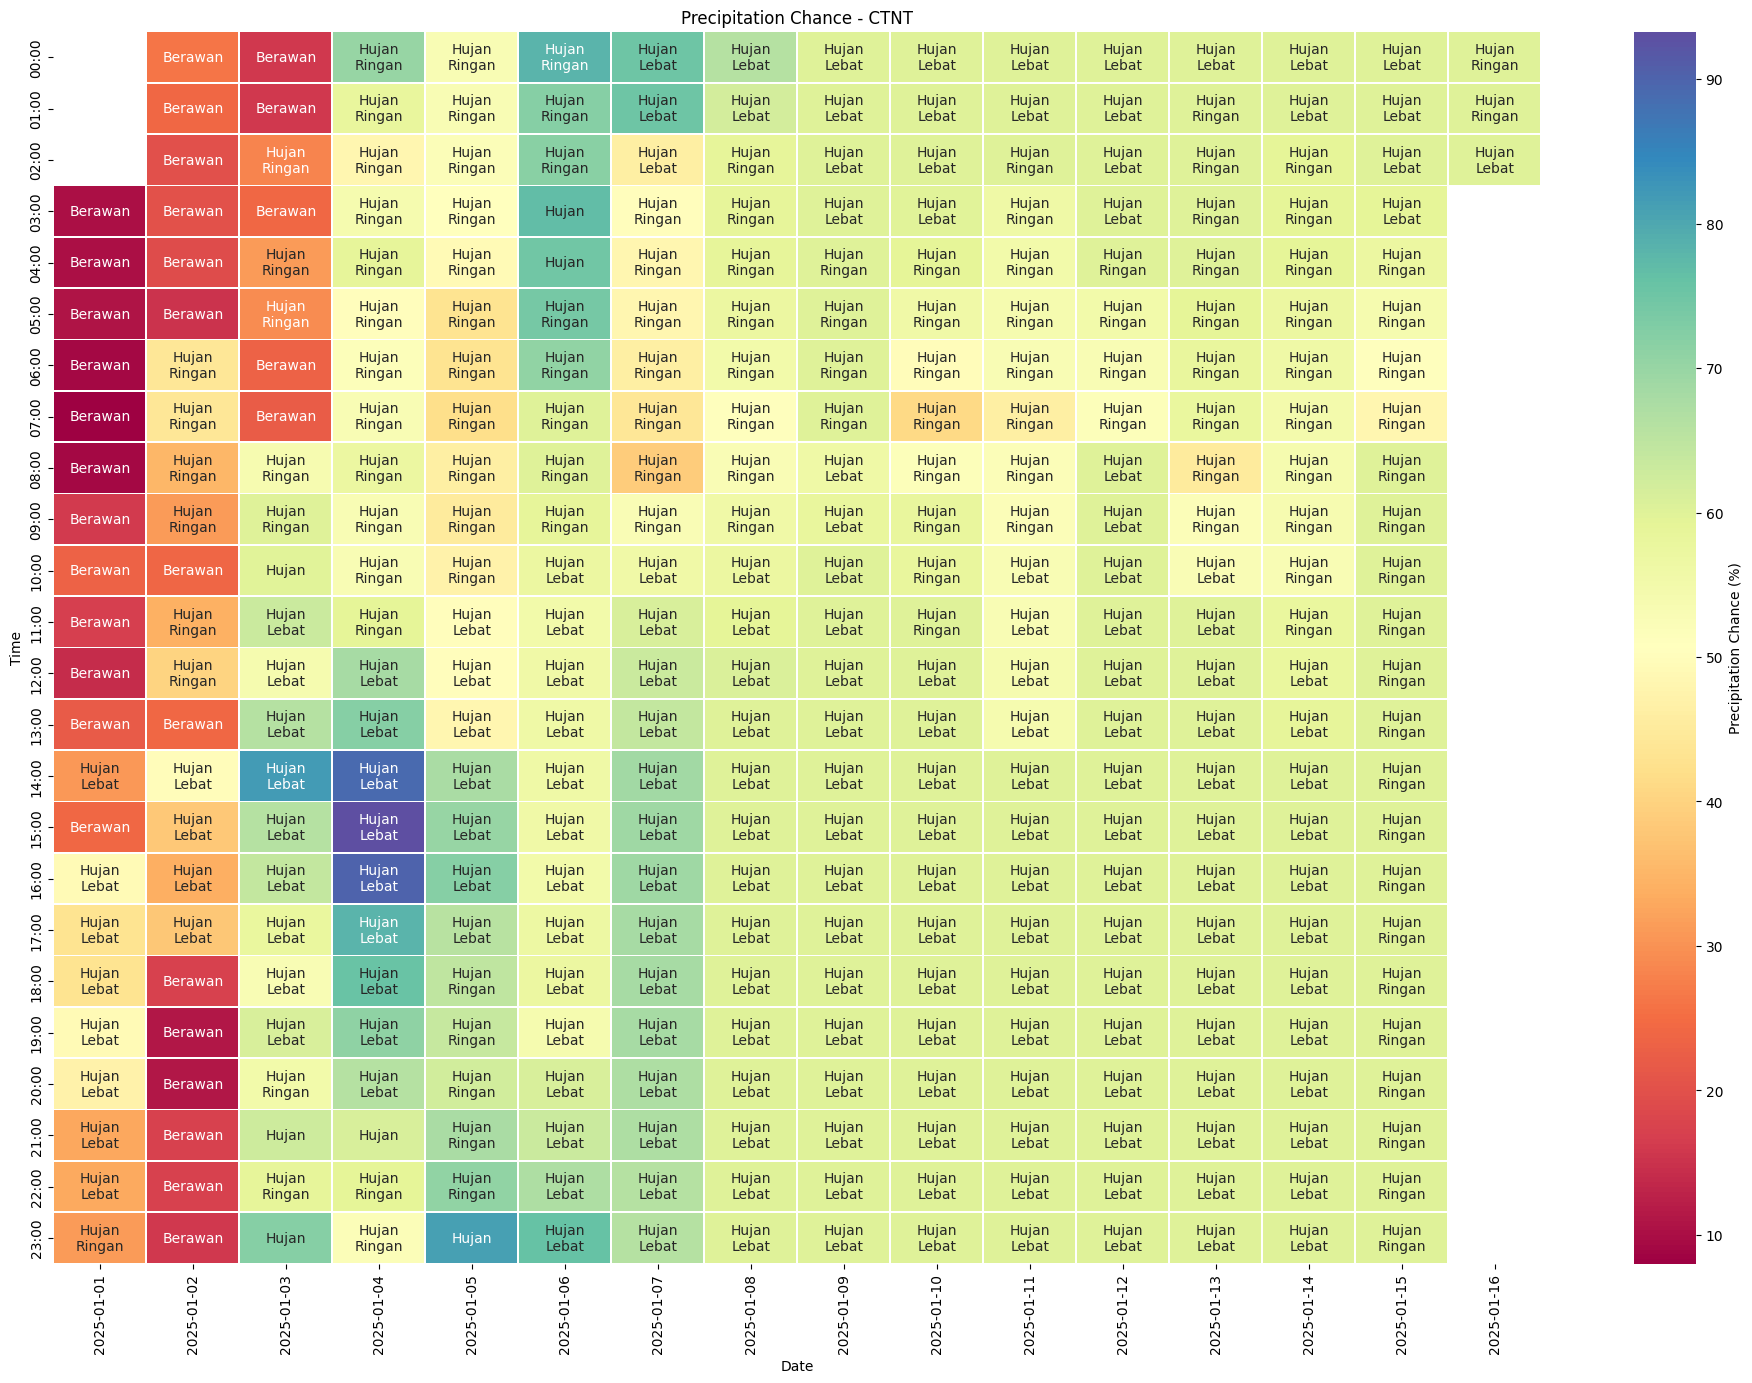 Precipitation Chance - CTNT
00:00 Berawan Berawan Hujan Ringan Hujan Ringan Hujan Ringan Hujan Lebat Hujan Lebat Hujan Lebat Hujan Lebat Hujan Lebat Hujan Lebat Hujan Ringan Hujan Lebat Hujan Lebat Hujan Ringan
01:00 Berawan Berawan Hujan Ringan Hujan Ringan Hujan Ringan Hujan Lebat Hujan Lebat Hujan Lebat Hujan Lebat Hujan Lebat Hujan Lebat Hujan Ringan Hujan Lebat Hujan Lebat Hujan Ringan
02:00 Berawan Hujan Ringan Hujan Ringan Hujan Ringan Hujan Ringan Hujan Lebat Hujan Ringan Hujan Lebat Hujan Lebat Hujan Ringan Hujan Lebat Hujan Ringan Hujan Ringan Hujan Lebat Hujan Lebat
03:00 Berawan Berawan Berawan Hujan Ringan Hujan Ringan Hujan Hujan Ringan Hujan Ringan Hujan Lebat Hujan Lebat Hujan Ringan Hujan Lebat Hujan Ringan Hujan Ringan Hujan Lebat
04:00 Berawan Berawan Hujan Ringan Hujan Ringan Hujan Ringan Hujan Hujan Ringan Hujan Ringan Hujan Ringan Hujan Ringan Hujan Ringan Hujan Ringan Hujan Ringan Hujan Ringan Hujan Ringan
05:00 Berawan Berawan Hujan Ringan Hujan Ringan Hujan Ringan Hujan Ringan Hujan Ringan Hujan Ringan Hujan Ringan Hujan Ringan Hujan Ringan Hujan Ringan Hujan Ringan Hujan Ringan Hujan Ringan
06:00 Berawan Hujan Ringan Berawan Hujan Ringan Hujan Ringan Hujan Ringan Hujan Ringan Hujan Ringan Hujan Ringan Hujan Ringan Hujan Ringan Hujan Ringan Hujan Ringan Hujan Ringan Hujan Ringan
07:00 Berawan Hujan Ringan Berawan Hujan Ringan Hujan Ringan Hujan Ringan Hujan Ringan Hujan Ringan Hujan Ringan Hujan Ringan Hujan Ringan Hujan Ringan Hujan Ringan Hujan Ringan Hujan Ringan
08:00 Berawan Hujan Ringan Hujan Ringan Hujan Ringan Hujan Ringan Hujan Ringan Hujan Ringan Hujan Ringan Hujan Lebat Hujan Ringan Hujan Ringan Hujan Lebat Hujan Ringan Hujan Ringan Hujan Ringan
09:00 Berawan Hujan Ringan Hujan Ringan Hujan Ringan Hujan Ringan Hujan Ringan Hujan Ringan Hujan Ringan Hujan Lebat Hujan Ringan Hujan Ringan Hujan Lebat Hujan Ringan Hujan Ringan Hujan Ringan
10:00 Berawan Berawan Hujan Hujan Ringan Hujan Ringan Hujan Lebat Hujan Lebat Hujan Lebat Hujan Lebat Hujan Ringan Hujan Lebat Hujan Lebat Hujan Lebat Hujan Ringan Hujan Ringan
11:00 Berawan Hujan Ringan Hujan Lebat Hujan Ringan Hujan Lebat Hujan Lebat Hujan Lebat Hujan Lebat Hujan Lebat Hujan Ringan Hujan Lebat Hujan Lebat Hujan Lebat Hujan Ringan Hujan Ringan
12:00 Berawan Hujan Ringan Hujan Lebat Hujan Lebat Hujan Lebat Hujan Lebat Hujan Lebat Hujan Lebat Hujan Lebat Hujan Lebat Hujan Lebat Hujan Lebat Hujan Lebat Hujan Lebat Hujan Ringan
13:00 Berawan Berawan Hujan Lebat Hujan Lebat Hujan Lebat Hujan Lebat Hujan Lebat Hujan Lebat Hujan Lebat Hujan Lebat Hujan Lebat Hujan Lebat Hujan Lebat Hujan Lebat Hujan Ringan
14:00 Hujan Lebat Hujan Lebat Hujan Lebat Hujan Lebat Hujan Lebat Hujan Lebat Hujan Lebat Hujan Lebat Hujan Lebat Hujan Lebat Hujan Lebat Hujan Lebat Hujan Lebat Hujan Lebat Hujan Ringan
15:00 Berawan Hujan Lebat Hujan Lebat Hujan Lebat Hujan Lebat Hujan Lebat Hujan Lebat Hujan Lebat Hujan Lebat Hujan Lebat Hujan Lebat Hujan Lebat Hujan Lebat Hujan Lebat Hujan Ringan
16:00 Hujan Lebat Hujan Lebat Hujan Lebat Hujan Lebat Hujan Lebat Hujan Lebat Hujan Lebat Hujan Lebat Hujan Lebat Hujan Lebat Hujan Lebat Hujan Lebat Hujan Lebat Hujan Lebat Hujan Ringan
17:00 Hujan Lebat Hujan Lebat Hujan Lebat Hujan Lebat Hujan Lebat Hujan Lebat Hujan Lebat Hujan Lebat Hujan Lebat Hujan Lebat Hujan Lebat Hujan Lebat Hujan Lebat Hujan Lebat Hujan Ringan
18:00 Hujan Lebat Berawan Hujan Lebat Hujan Lebat Hujan Ringan Hujan Lebat Hujan Lebat Hujan Lebat Hujan Lebat Hujan Lebat Hujan Lebat Hujan Lebat Hujan Lebat Hujan Lebat Hujan Ringan
19:00 Hujan Lebat Berawan Hujan Lebat Hujan Lebat Hujan Ringan Hujan Lebat Hujan Lebat Hujan Lebat Hujan Lebat Hujan Lebat Hujan Lebat Hujan Lebat Hujan Lebat Hujan Lebat Hujan Ringan
20:00 Hujan Lebat Berawan Hujan Ringan Hujan Lebat Hujan Ringan Hujan Lebat Hujan Lebat Hujan Lebat Hujan Lebat Hujan Lebat Hujan Lebat Hujan Lebat Hujan Lebat Hujan Lebat Hujan Ringan
21:00 Hujan Lebat Berawan Hujan Hujan Hujan Ringan Hujan Lebat Hujan Lebat Hujan Lebat Hujan Lebat Hujan Lebat Hujan Lebat Hujan Lebat Hujan Lebat Hujan Lebat Hujan Ringan
22:00 Hujan Lebat Berawan Hujan Ringan Hujan Ringan Hujan Ringan Hujan Lebat Hujan Lebat Hujan Lebat Hujan Lebat Hujan Lebat Hujan Lebat Hujan Lebat Hujan Lebat Hujan Lebat Hujan Ringan
23:00 Hujan Ringan Berawan Hujan Hujan Ringan Hujan Hujan Lebat Hujan Lebat Hujan Lebat Hujan Lebat Hujan Lebat Hujan Lebat Hujan Lebat Hujan Lebat Hujan Lebat Hujan Ringan
Time
2025-01-01 2025-01-02 2025-01-03 2025-01-04 2025-01-05 2025-01-06 2025-01-07 2025-01-08 2025-01-09 2025-01-10 2025-01-11 2025-01-12 2025-01-13 2025-01-14 2025-01-15 2025-01-16
Date
90
80
70
60
50
40
30
20
10
Precipitation Chance (%)